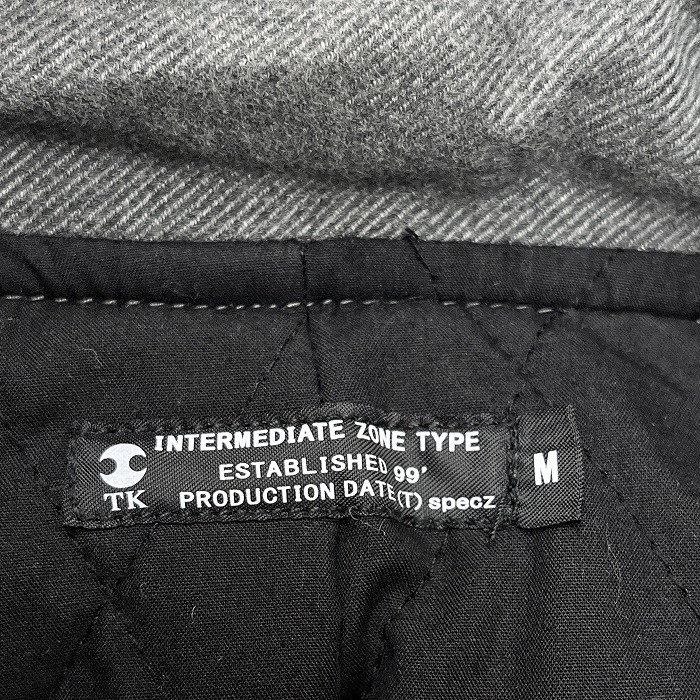 INTERMEDIATE ZONE TYPE
ESTABLISHED 99'
PRODUCTION DATE(T) specz
TK
M